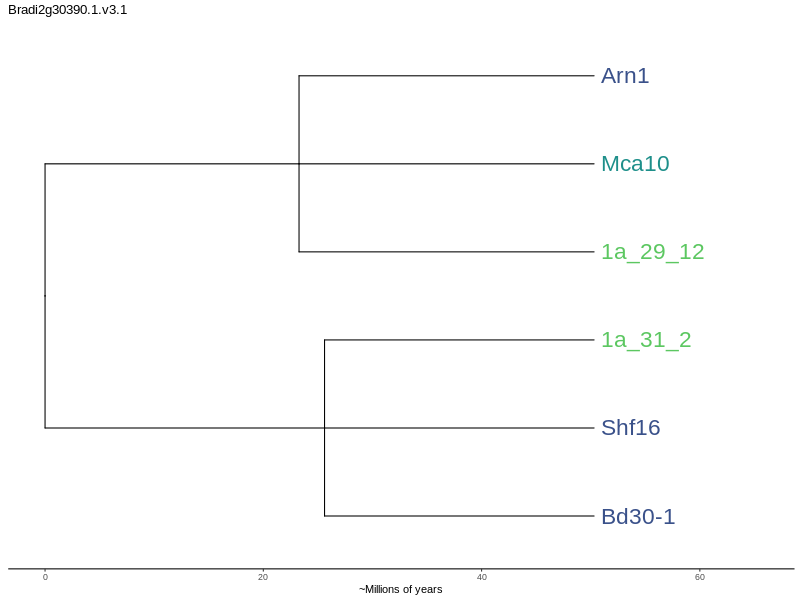 Bradi2g30390.1.v3.1
Arn1
Mca10
1a_29_12
1a_31_2
Shf16
Bd30-1
0 20 40 60
~Millions of years